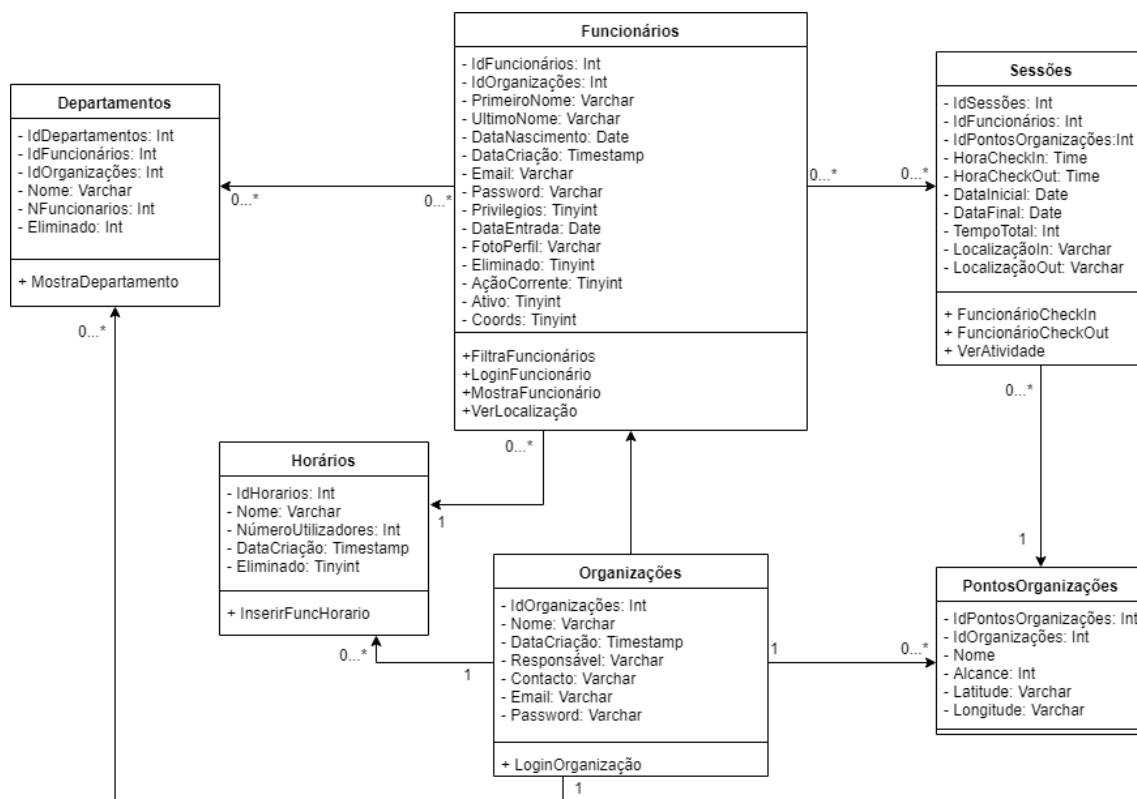 Funcionários
- IdFuncionários: Int
- IdOrganizações: Int
- PrimeiroNome: Varchar
- UltimoNome: Varchar
- DataNascimento: Date
- DataCriação: Timestamp
- Email: Varchar
- Password: Varchar
- Privilegios: Tinyint
- DataEntrada: Date
- FotoPerfil: Varchar
- Eliminado: Tinyint
- AçãoCorrente: Tinyint
- Ativo: Tinyint
- Coords: Tinyint
+FiltraFuncionários
+LoginFuncionário
+MostraFuncionário
+VerLocalização
Sessões
- IdSessões: Int
- IdFuncionários: Int
- IdPontosOrganizações:Int
- HoraCheckIn: Time
- HoraCheckOut: Time
- DataInicial: Date
- DataFinal: Date
- TempoTotal: Int
- LocalizaçãoIn: Varchar
- LocalizaçãoOut: Varchar
+ FuncionárioCheckIn
+ FuncionárioCheckOut
+ VerAtividade
Departamentos
- IdDepartamentos: Int
- IdFuncionários: Int
- IdOrganizações: Int
- Nome: Varchar
- NFuncionarios: Int
- Eliminado: Int
+ MostraDepartamento
0...*
0...*
0...*
0...*
0...*
0...*
0...*
1
1
Horários
- IdHorarios: Int
- Nome: Varchar
- NúmeroUtilizadores: Int
- DataCriação: Timestamp
- Eliminado: Tinyint
+ InserirFuncHorario
0...*
1
Organizações
- IdOrganizações: Int
- Nome: Varchar
- DataCriação: Timestamp
- Responsável: Varchar
- Contacto: Varchar
- Email: Varchar
- Password: Varchar
+ LoginOrganização
1
0...*
1
PontosOrganizações
- IdPontosOrganizações: Int
- IdOrganizações: Int
- Nome
- Alcance: Int
- Latitude: Varchar
- Longitude: Varchar